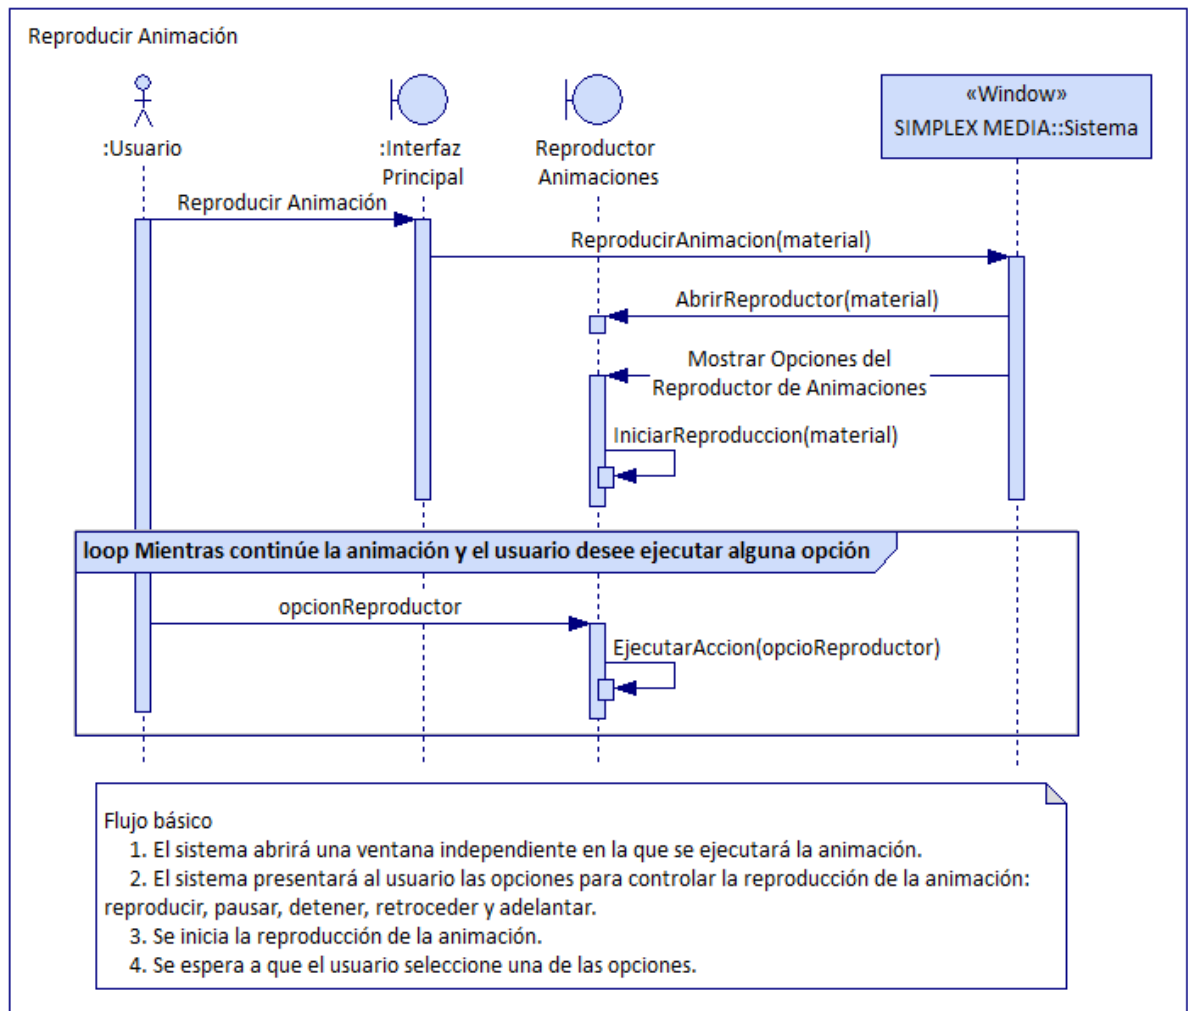 Reproducir Animación
:Usuario
:Interfaz
Principal
Reproductor
Animaciones
«Window»
SIMPLEX MEDIA::Sistema
Reproducir Animación
ReproducirAnimacion(material)
AbrirReproductor(material)
Mostrar Opciones del
Reproductor de Animaciones
IniciarReproduccion(material)
loop Mientras continúe la animación y el usuario desee ejecutar alguna opción
opcionReproductor
EjecutarAccion(opcioReproductor)
Flujo básico
1. El sistema abrirá una ventana independiente en la que se ejecutará la animación.
2. El sistema presentará al usuario las opciones para controlar la reproducción de la animación:
reproducir, pausar, detener, retroceder y adelantar.
3. Se inicia la reproducción de la animación.
4. Se espera a que el usuario seleccione una de las opciones.